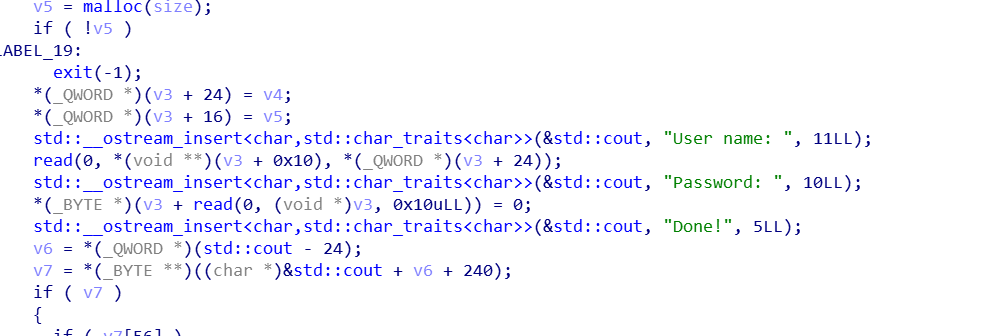 v5 = malloc(size);
if ( !v5 )
LABEL_19:
exit(-1);
*(_QWORD *)(v3 + 24) = v4;
*(_QWORD *)(v3 + 16) = v5;
std::__ostream_insert<char,std::char_traits<char>>(&std::cout, "User name: ", 11LL);
read(0, *(void **)(v3 + 0x10), *(_QWORD *)(v3 + 24));
std::__ostream_insert<char,std::char_traits<char>>(&std::cout, "Password: ", 10LL);
*(_BYTE *)(v3 + read(0, (void *)v3, 0x10uLL)) = 0;
std::__ostream_insert<char,std::char_traits<char>>(&std::cout, "Done!", 5LL);
v6 = *(_QWORD *)(std::cout - 24);
v7 = *(_BYTE **)((char *)&std::cout + v6 + 240);
if ( v7 )
{
if ( v7[56] )